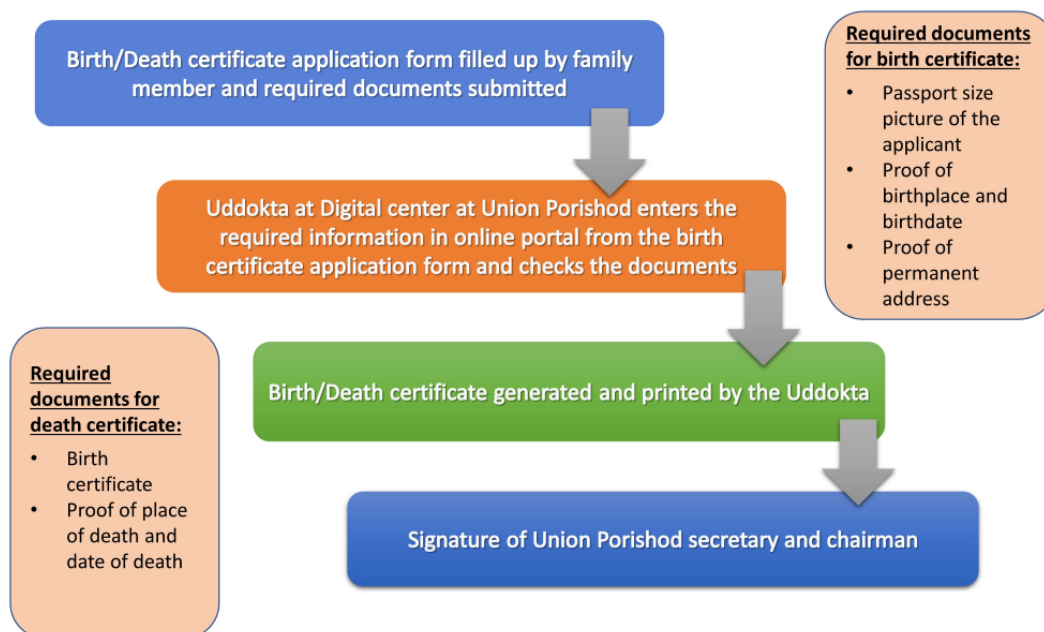 Birth/Death certificate application form filled up by family
member and required documents submitted
Required documents
for birth certificate:
• Passport size
picture of the
applicant
• Proof of
birthplace and
birthdate
• Proof of
permanent
address
Uddokta at Digital center at Union Porishod enters the
required information in online portal from the birth
certificate application form and checks the documents
Birth/Death certificate generated and printed by the Uddokta
Required
documents for
death certificate:
• Birth
certificate
• Proof of place
of death and
date of death
Signature of Union Porishod secretary and chairman